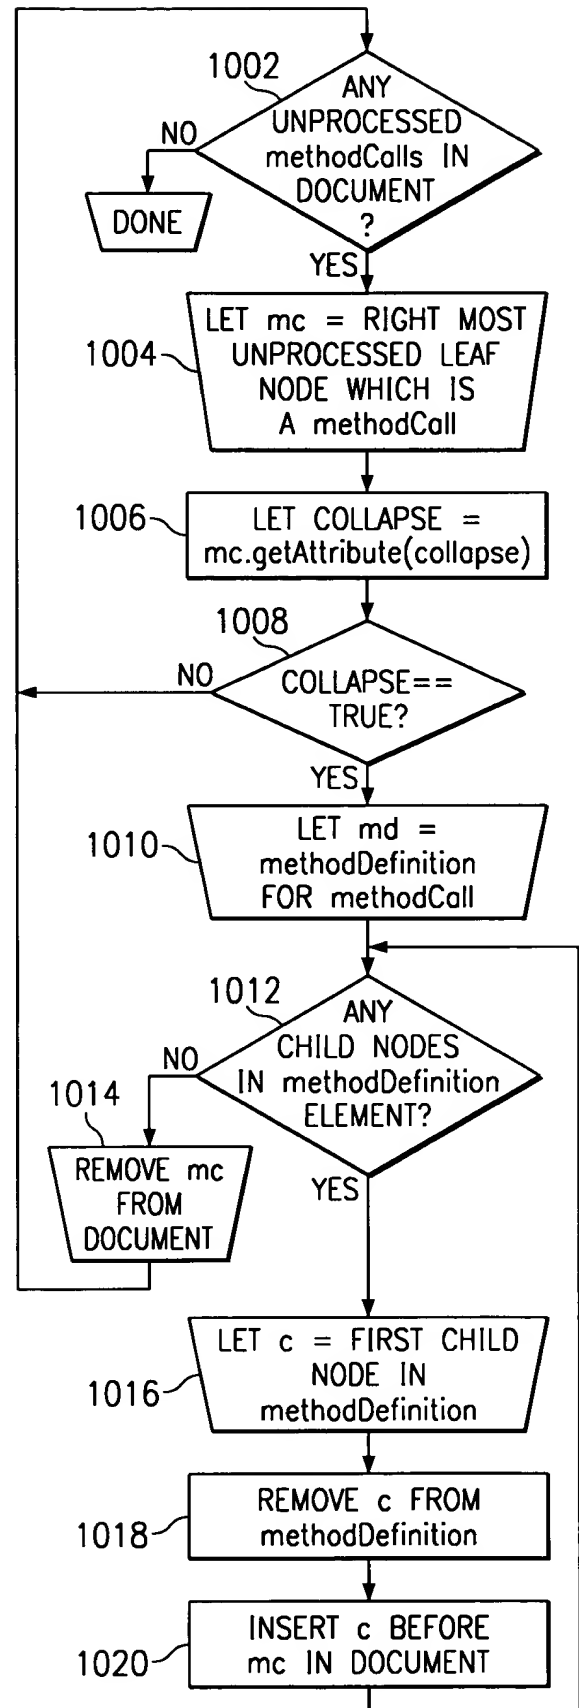 1002
ANY
UNPROCESSED
methodCalls IN
DOCUMENT
?
NO
DONE
YES
LET mc = RIGHT MOST
UNPROCESSED LEAF
NODE WHICH IS
A methodCall
1004
LET COLLAPSE =
mc.getAttribute(collapse)
1006
1008
COLLAPSE==
TRUE?
NO
YES
LET md =
methodDefinition
FOR methodCall
1010
1012
ANY
CHILD NODES
IN methodDefinition
ELEMENT?
NO
1014
REMOVE mc
FROM
DOCUMENT
YES
LET c = FIRST CHILD
NODE IN
methodDefinition
1016
REMOVE c FROM
methodDefinition
1018
INSERT c BEFORE
mc IN DOCUMENT
1020